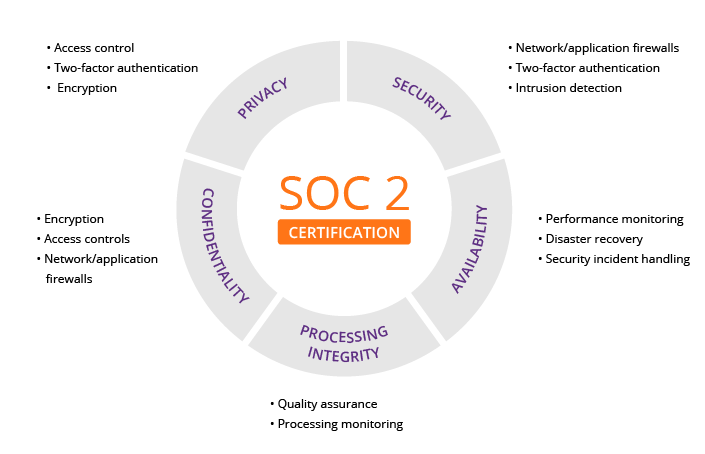 • Access control
• Two-factor authentication
• Encryption
PRIVACY
SECURITY
• Network/application firewalls
• Two-factor authentication
• Intrusion detection
SOC 2
CERTIFICATION
• Encryption
• Access controls
• Network/application
firewalls
CONFIDENTIALITY
AVAILABILITY
• Performance monitoring
• Disaster recovery
• Security incident handling
PROCESSING
INTEGRITY
• Quality assurance
• Processing monitoring